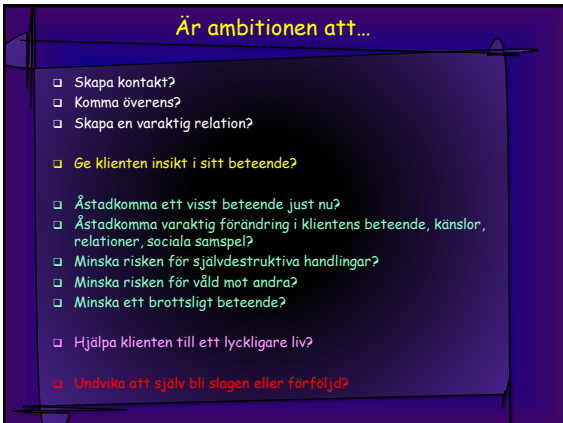 Är ambitionen att…
Skapa kontakt?
Komma överens?
Skapa en varaktig relation?
Ge klienten insikt i sitt beteende?
Åstadkomma ett visst beteende just nu?
Åstadkomma varaktig förändring i klientens beteende, känslor,
relationer, sociala samspel?
Minska risken för självdestruktiva handlingar?
Minska risken för våld mot andra?
Minska ett brottsligt beteende?
Hjälpa klienten till ett lyckligare liv?
Undvika att själv bli slagen eller förföljd?